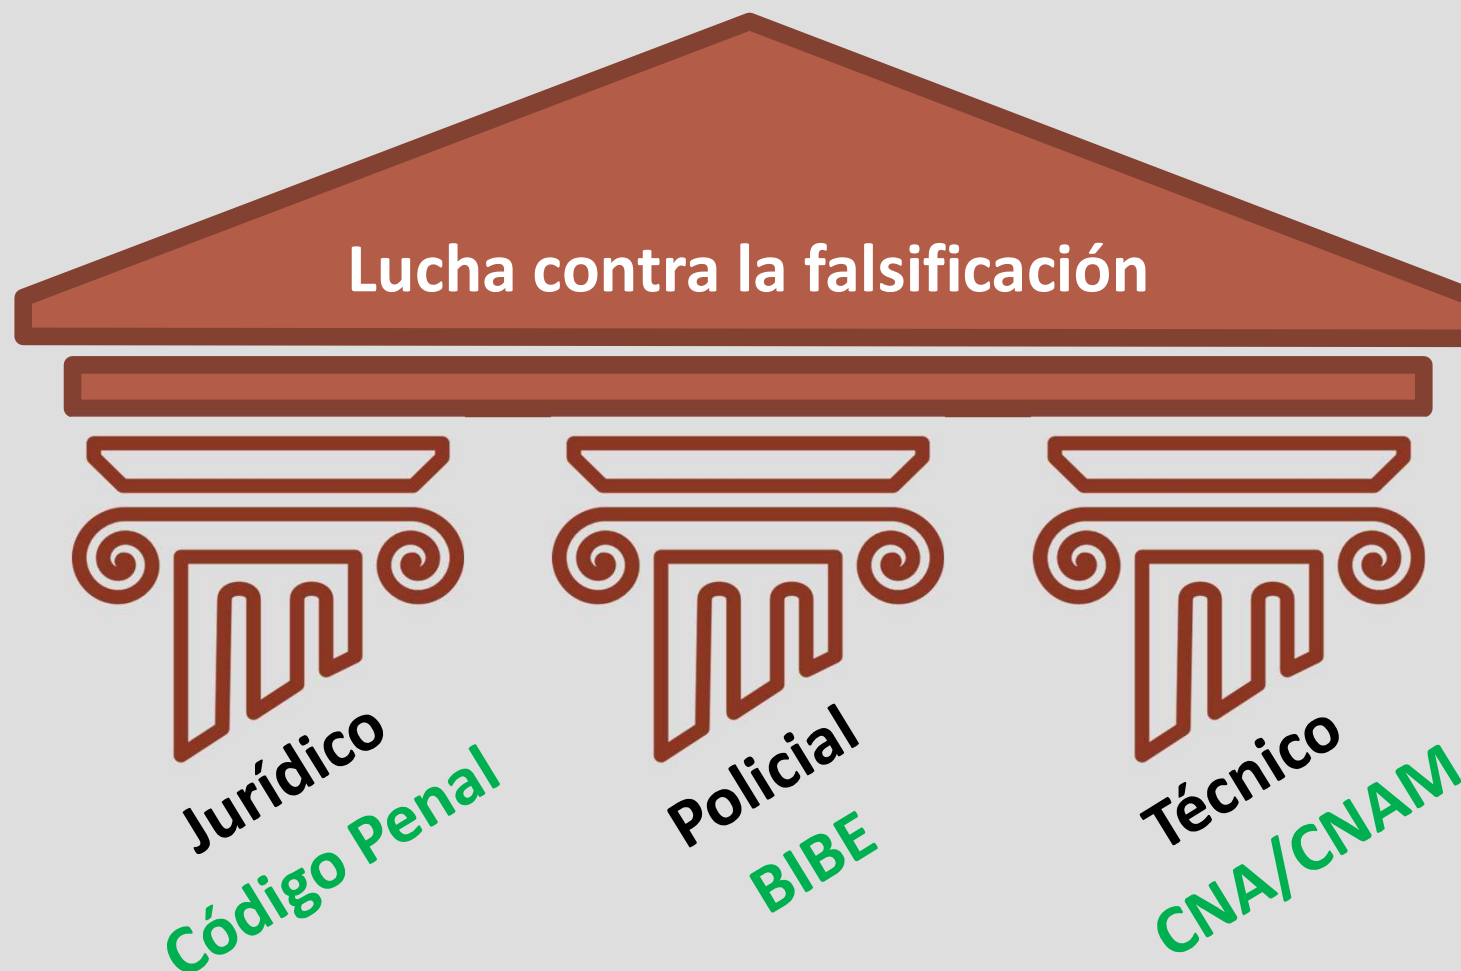 Lucha contra la falsificación
Jurídico
Código Penal
Policial
BIBE
Técnico
CNA/CNAM